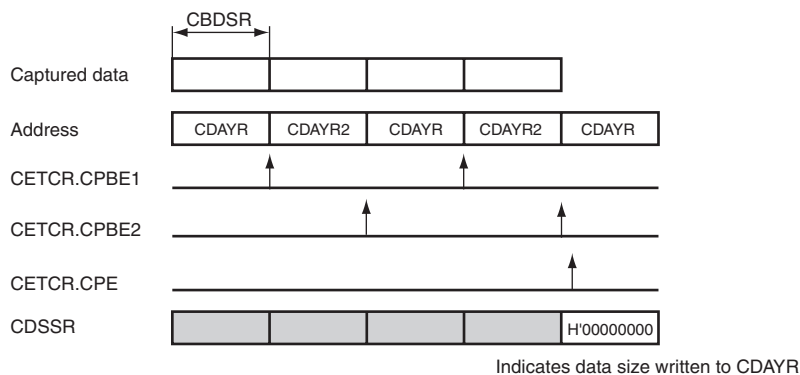 CBDSR
Captured data
Address CDAYR CDAYR2 CDAYR CDAYR2 CDAYR
CETCR.CPBE1
CETCR.CPBE2
CETCR.CPE
CDSSR H'00000000
Indicates data size written to CDAYR